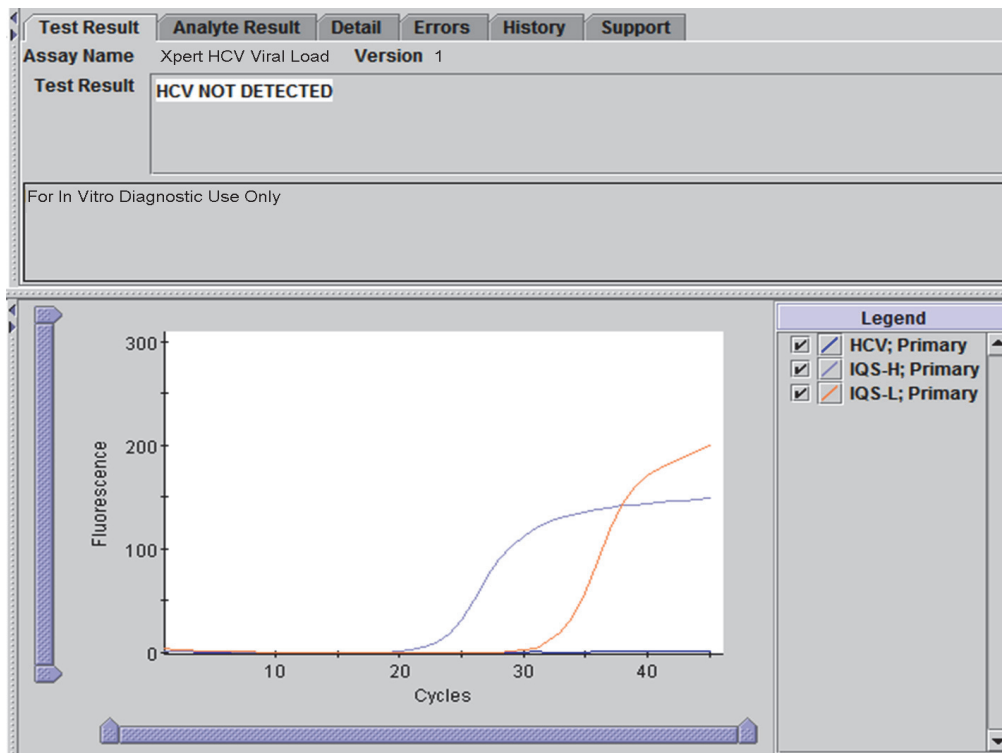 Test Result Analyte Result Detail Errors History Support
Assay Name Xpert HCV Viral Load Version 1
Test Result HCV NOT DETECTED
For In Vitro Diagnostic Use Only
Legend
HCV; Primary
IQS-H; Primary
IQS-L; Primary
300
200
100
0
Fluorescence
10 20 30 40
Cycles